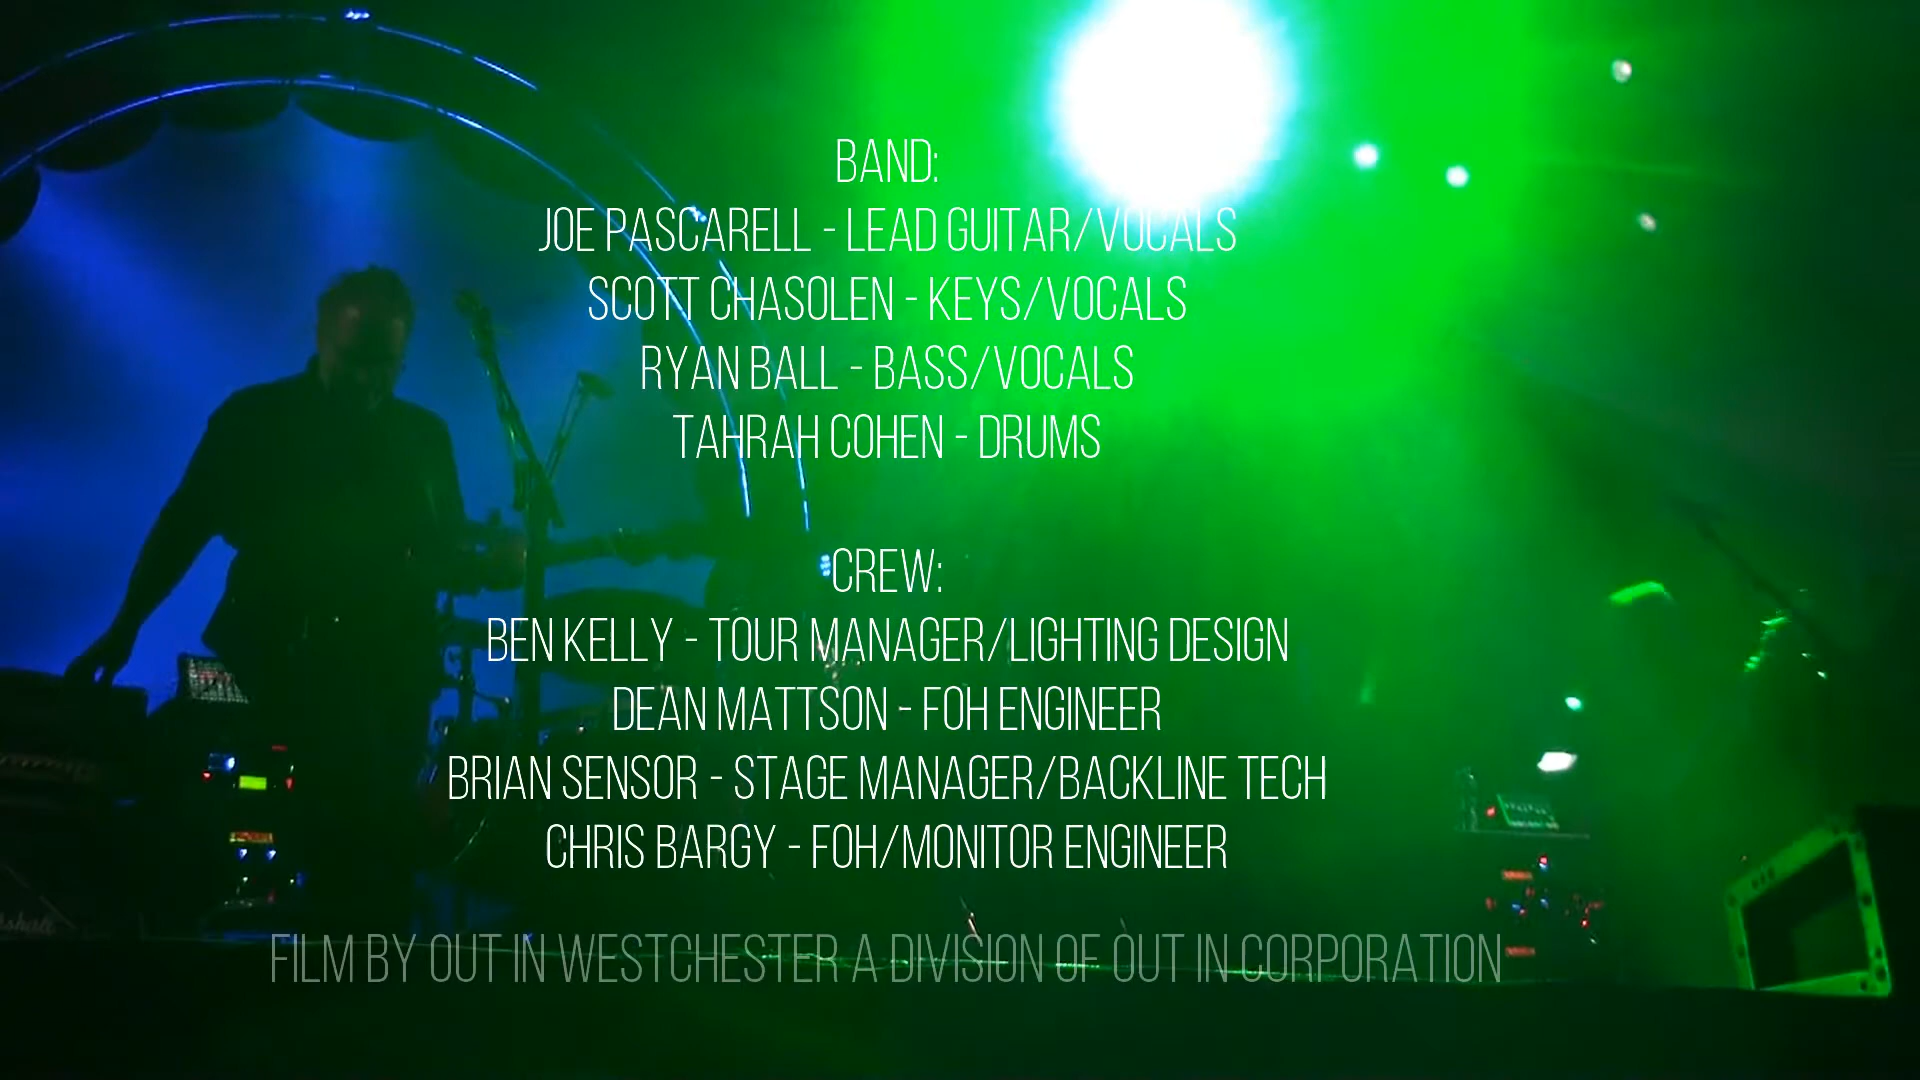 BAND:
JOE PASCARELL - LEAD GUITAR/VOCALS
SCOTT CHASOLEN - KEYS/VOCALS
RYAN BALL - BASS/VOCALS
TAHRAH COHEN - DRUMS
CREW:
BEN KELLY - TOUR MANAGER/LIGHTING DESIGN
DEAN MATTSON - FOH ENGINEER
BRIAN SENSOR - STAGE MANAGER/BACKLINE TECH
CHRIS BARGY - FOH/MONITOR ENGINEER
FILM BY OUT IN WESTCHESTER A DIVISION OF OUT IN CORPORATION